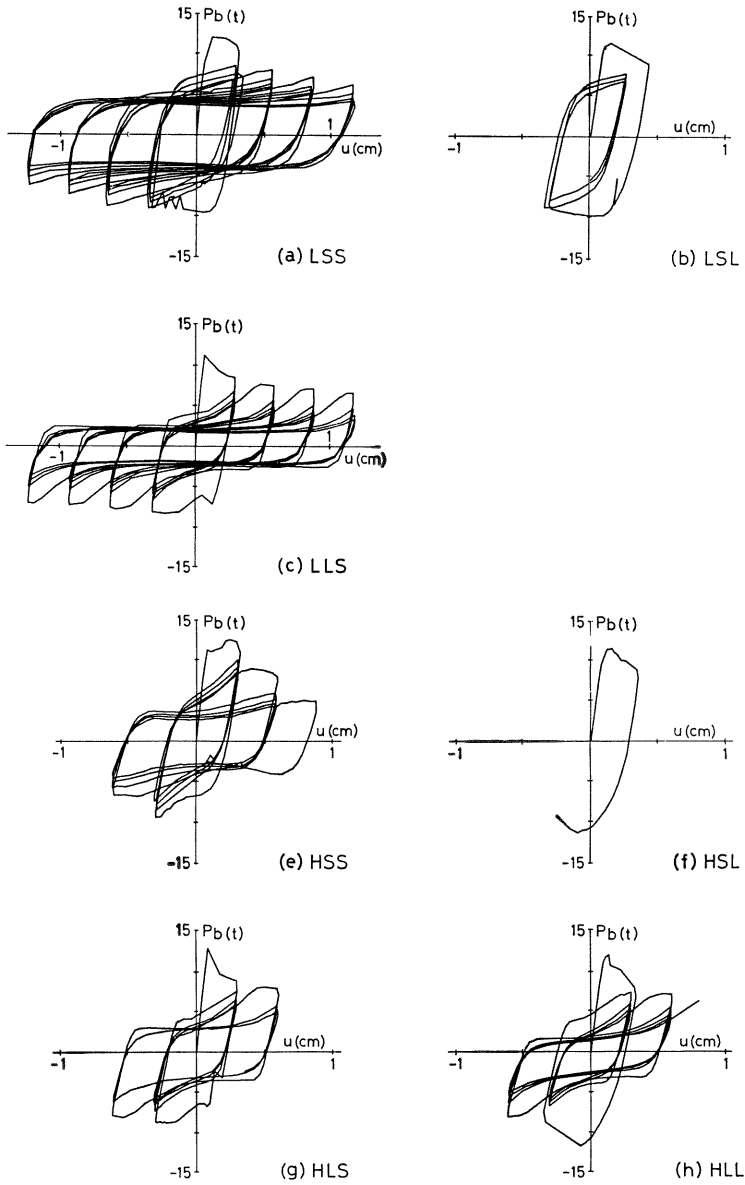 15 Pb(t)
-1
1
u(cm)
-15
(a) LSS
15 Pb(t)
u(cm)
-1
1
-15
(b) LSL
15 Pb(t)
-1
1
u(cm)
-15
(c) LLS
15 Pb(t)
u(cm)
-1
1
-15
(e) HSS
15 Pb(t)
u(cm)
-1
1
-15
(f) HSL
15 Pb(t)
u(cm)
-1
1
-15
(g) HLS
15 Pb(t)
u(cm)
-1
1
-15
(h) HLL